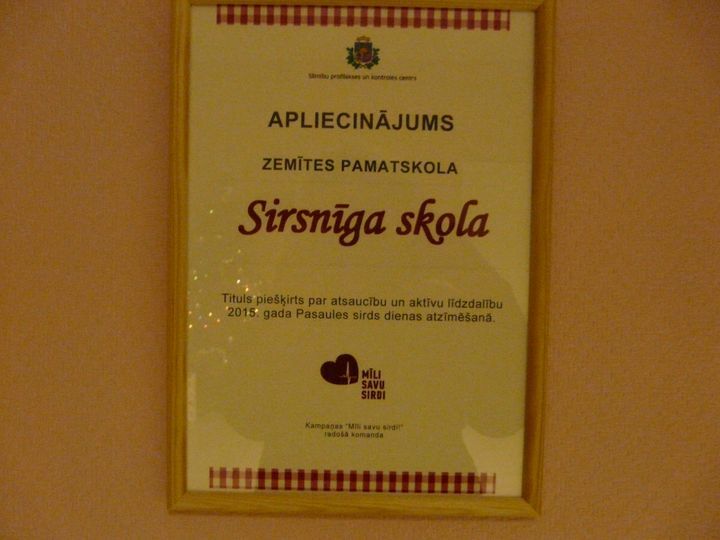 Slimību profilakses un kontroles centrs
APLIECINĀJUMS
ZEMĪTES PAMATSKOLA
Sirsnīga skola
Tituls piešķirts par atsaucību un aktīvu līdzdalību
2015. gada Pasaules sirds dienas atzīmēšanā.
MĪLI
SAVU
SIRDI
Kampaņas "Mīli savu sirdi!"
radošā komanda